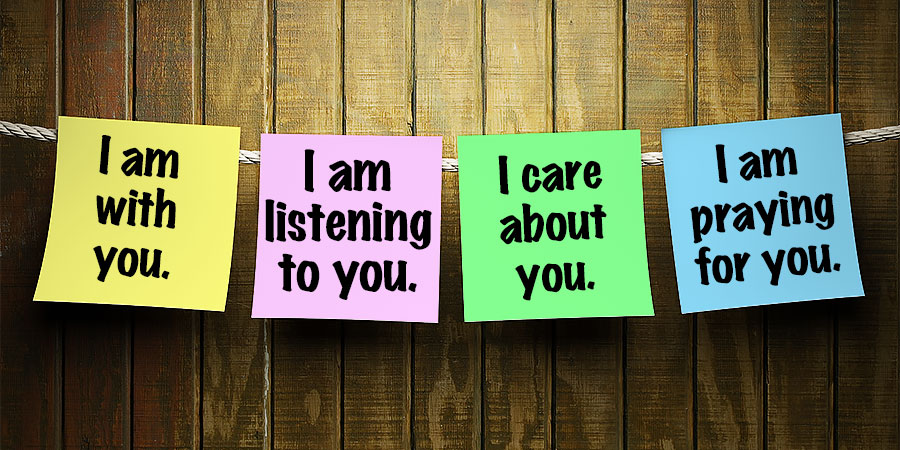 I am
with
you.
I am
listening
to you.
I care
about
you.
I am
praying
for you.